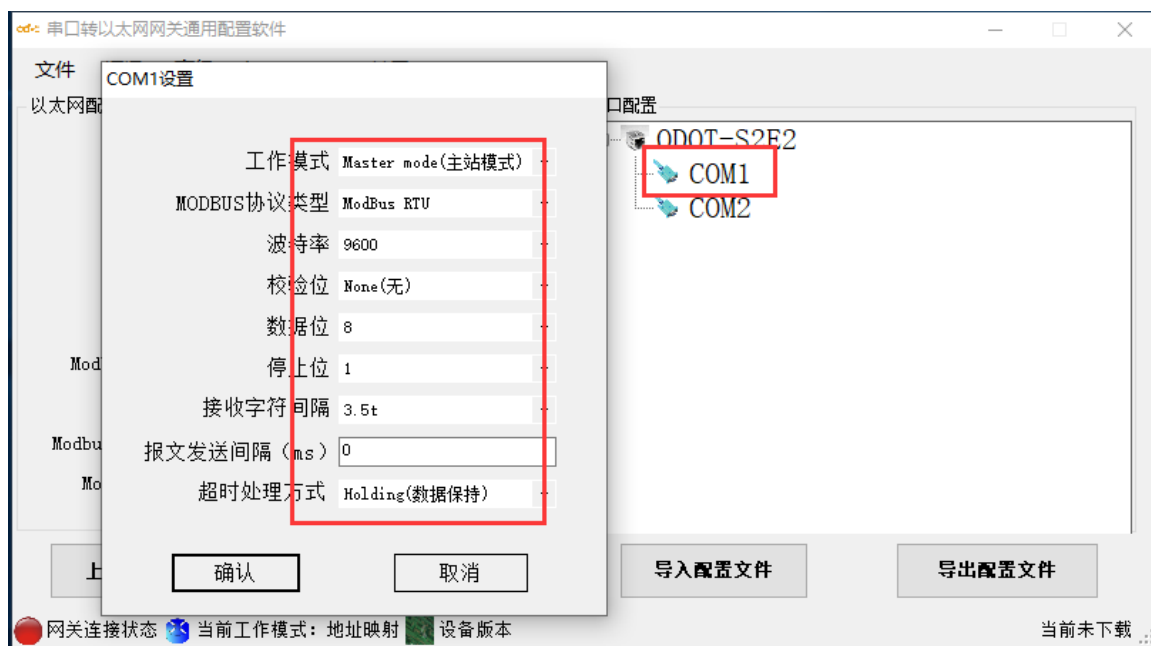 串口转以太网网关通用配置软件
文件
COM1设置
以太网配
口配置
工作模式 Master mode(主站模式)
MODBUS协议类型 ModBus RTU
波特率 9600
校验位 None(无)
数据位 8
停止位 1
接收字符间隔 3.5t
报文发送间隔（ms） 0
超时处理方式 Holding(数据保持)
确认 取消
ODOT-S2E2
COM1
COM2
Mod
Modbu
Mo
上
导入配置文件
导出配置文件
网关连接状态 当前工作模式：地址映射 设备版本 当前未下载